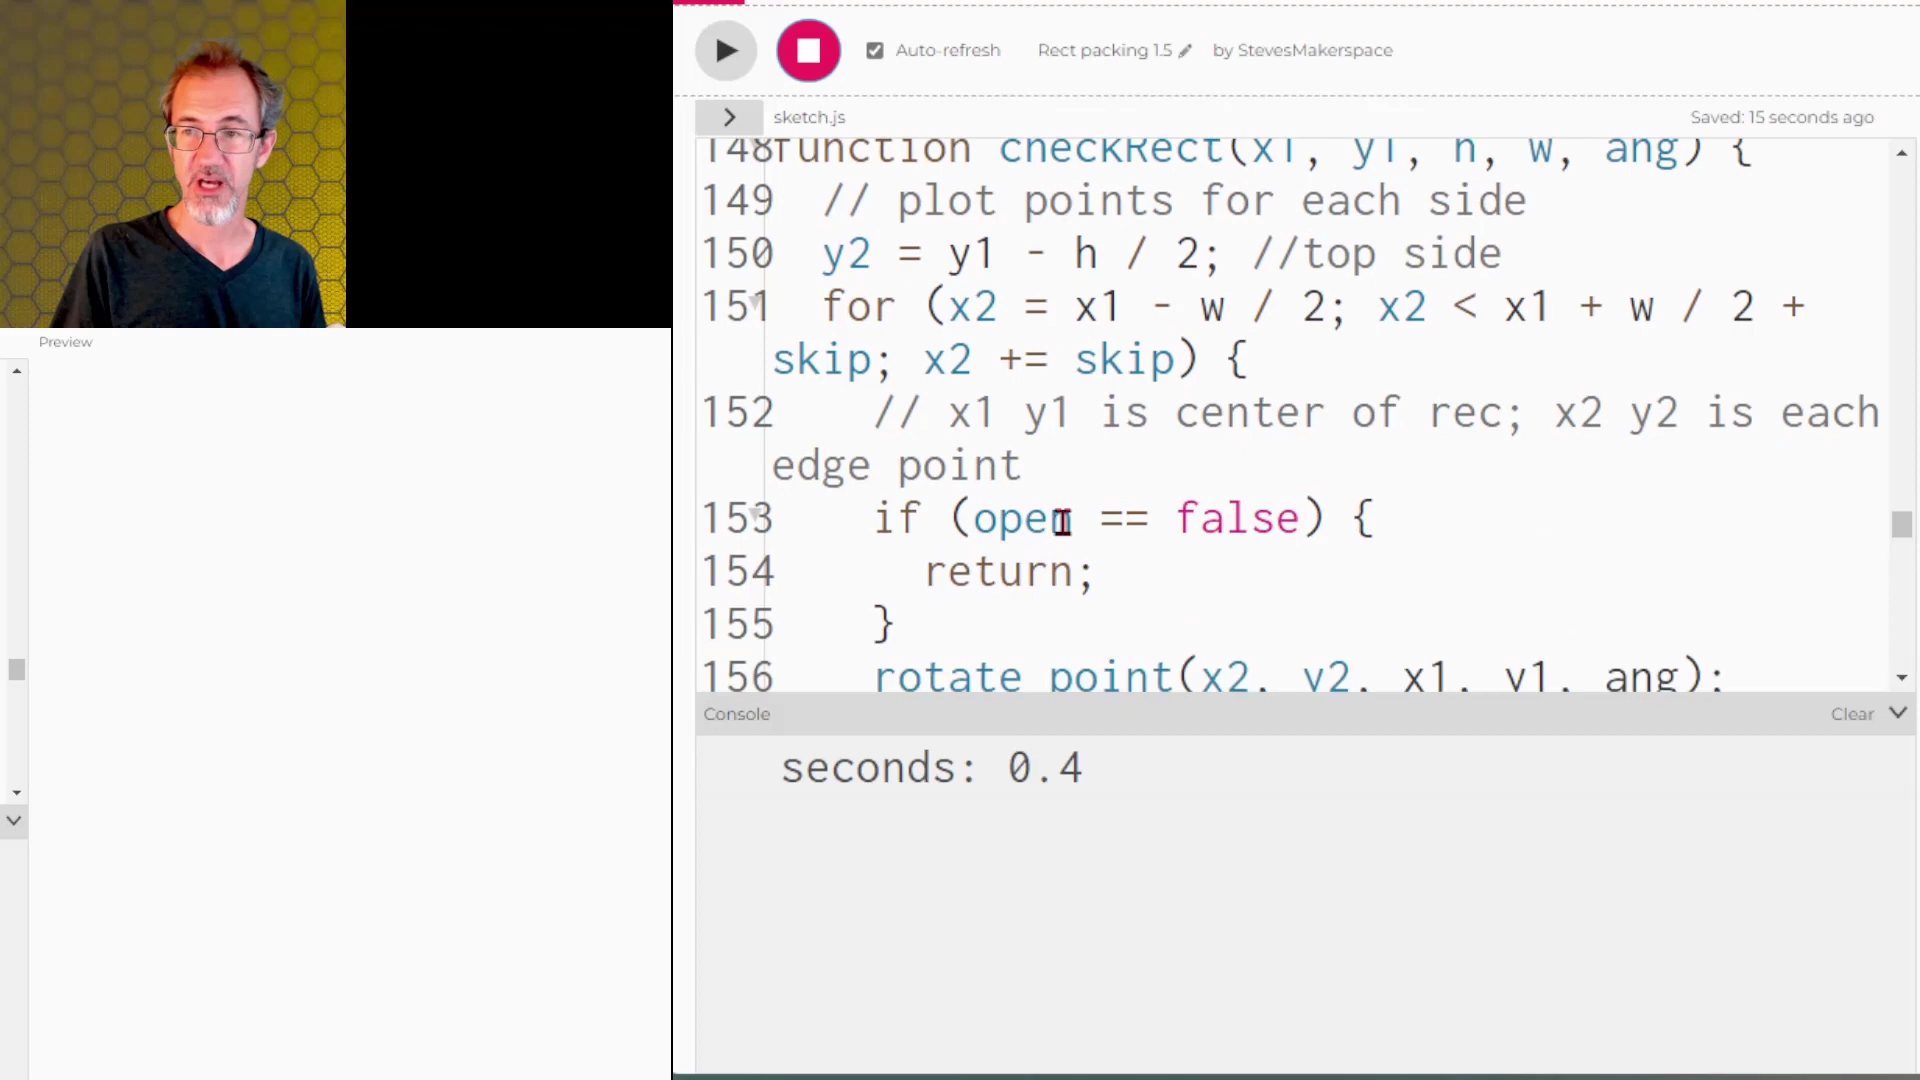 Auto-refresh Rect packing 1.5 by StevesMakerspace
sketch.js Saved: 15 seconds ago
148 function checkRect(x1, y1, h, w, ang) {
149 // plot points for each side
150 y2 = y1 - h / 2; //top side
151 for (x2 = x1 - w / 2; x2 < x1 + w / 2 +
skip; x2 += skip) {
152 // x1 y1 is center of rec; x2 y2 is each
edge point
153 if (open == false) {
154 return;
155 }
156 rotate_point(x2, y2, x1, y1, ang);
Console Clear
seconds: 0.4
Preview